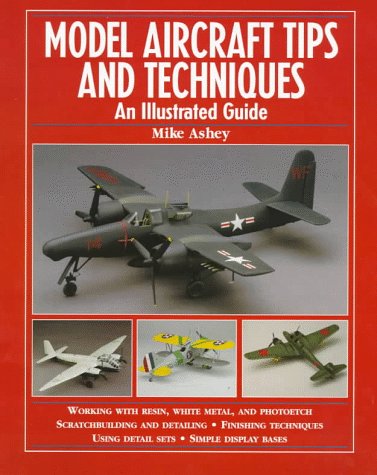 MODEL AIRCRAFT TIPS
AND TECHNIQUES
An Illustrated Guide
Mike Ashey
WORKING WITH RESIN, WHITE METAL, AND PHOTOETCH
SCRATCHBUILDING AND DETAILING • FINISHING TECHNIQUES
USING DETAIL SETS • SIMPLE DISPLAY BASES